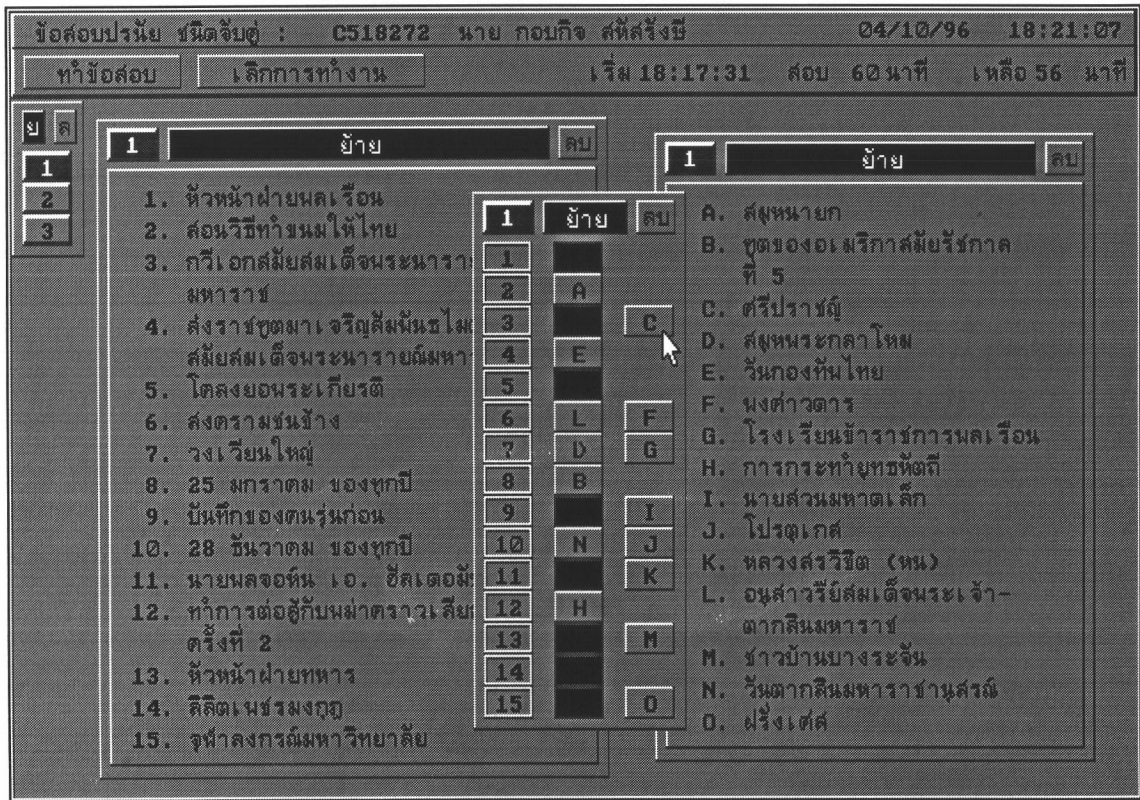 ข้อสอบปรนัย ชนิดจับคู่ : C518272 นาย กอบกิจ สหัสรังษี 04/10/96 18:21:07
ทำข้อสอบ เลิกการทำงาน เริ่ม 18:17:31 สอบ 60 นาที เหลือ 56 นาที
ย ล
1
2
3
1 ย้าย ลบ
1. หัวหน้าฝ่ายพลเรือน
2. สอนวิธีทำขนมให้ไทย
3. กวีเอกสมัยสมเด็จพระนารา
มหาราช
4. ส่งราชทูตมาเจริญสัมพันธไม
สมัยสมเด็จพระนารายณ์มหา
5. โคลงยอพระเกียรติ
6. สงครามชนช้าง
7. วงเวียนใหญ่
8. 25 มกราคม ของทุกปี
9. บันทึกของคนรุ่นก่อน
10. 28 ธันวาคม ของทุกปี
11. นายพลจอห์น เอ. ฮัลเดอมั
12. ทำการต่อสู้กับพม่าคราวเสีย
ครั้งที่ 2
13. หัวหน้าฝ่ายทหาร
14. ลิลิตเพชรมงกุฎ
15. จุฬาลงกรณ์มหาวิทยาลัย
1 ย้าย ลบ
1
2 A
3 C
4 E
5
6 L F
7 D G
8 B
9 I
10 N J
11 K
12 H
13 M
14
15 O
1 ย้าย ลบ
A. สมุหนายก
B. ทูตของอเมริกาสมัยรัชกาล
ที่ 5
C. ศรีปราชญ์
D. สมุหพระกลาโหม
E. วันกองทัพไทย
F. พงศาวดาร
G. โรงเรียนข้าราชการพลเรือน
H. การกระทำยุทธหัตถี
I. นายสวนมหาดเล็ก
J. โปรตุเกส
K. หลวงสรวิชิต (หน)
L. อนุสาวรีย์สมเด็จพระเจ้า-
ตากสินมหาราช
M. ชาวบ้านบางระจัน
N. วันตากสินมหาราชานุสรณ์
O. ฝรั่งเศส